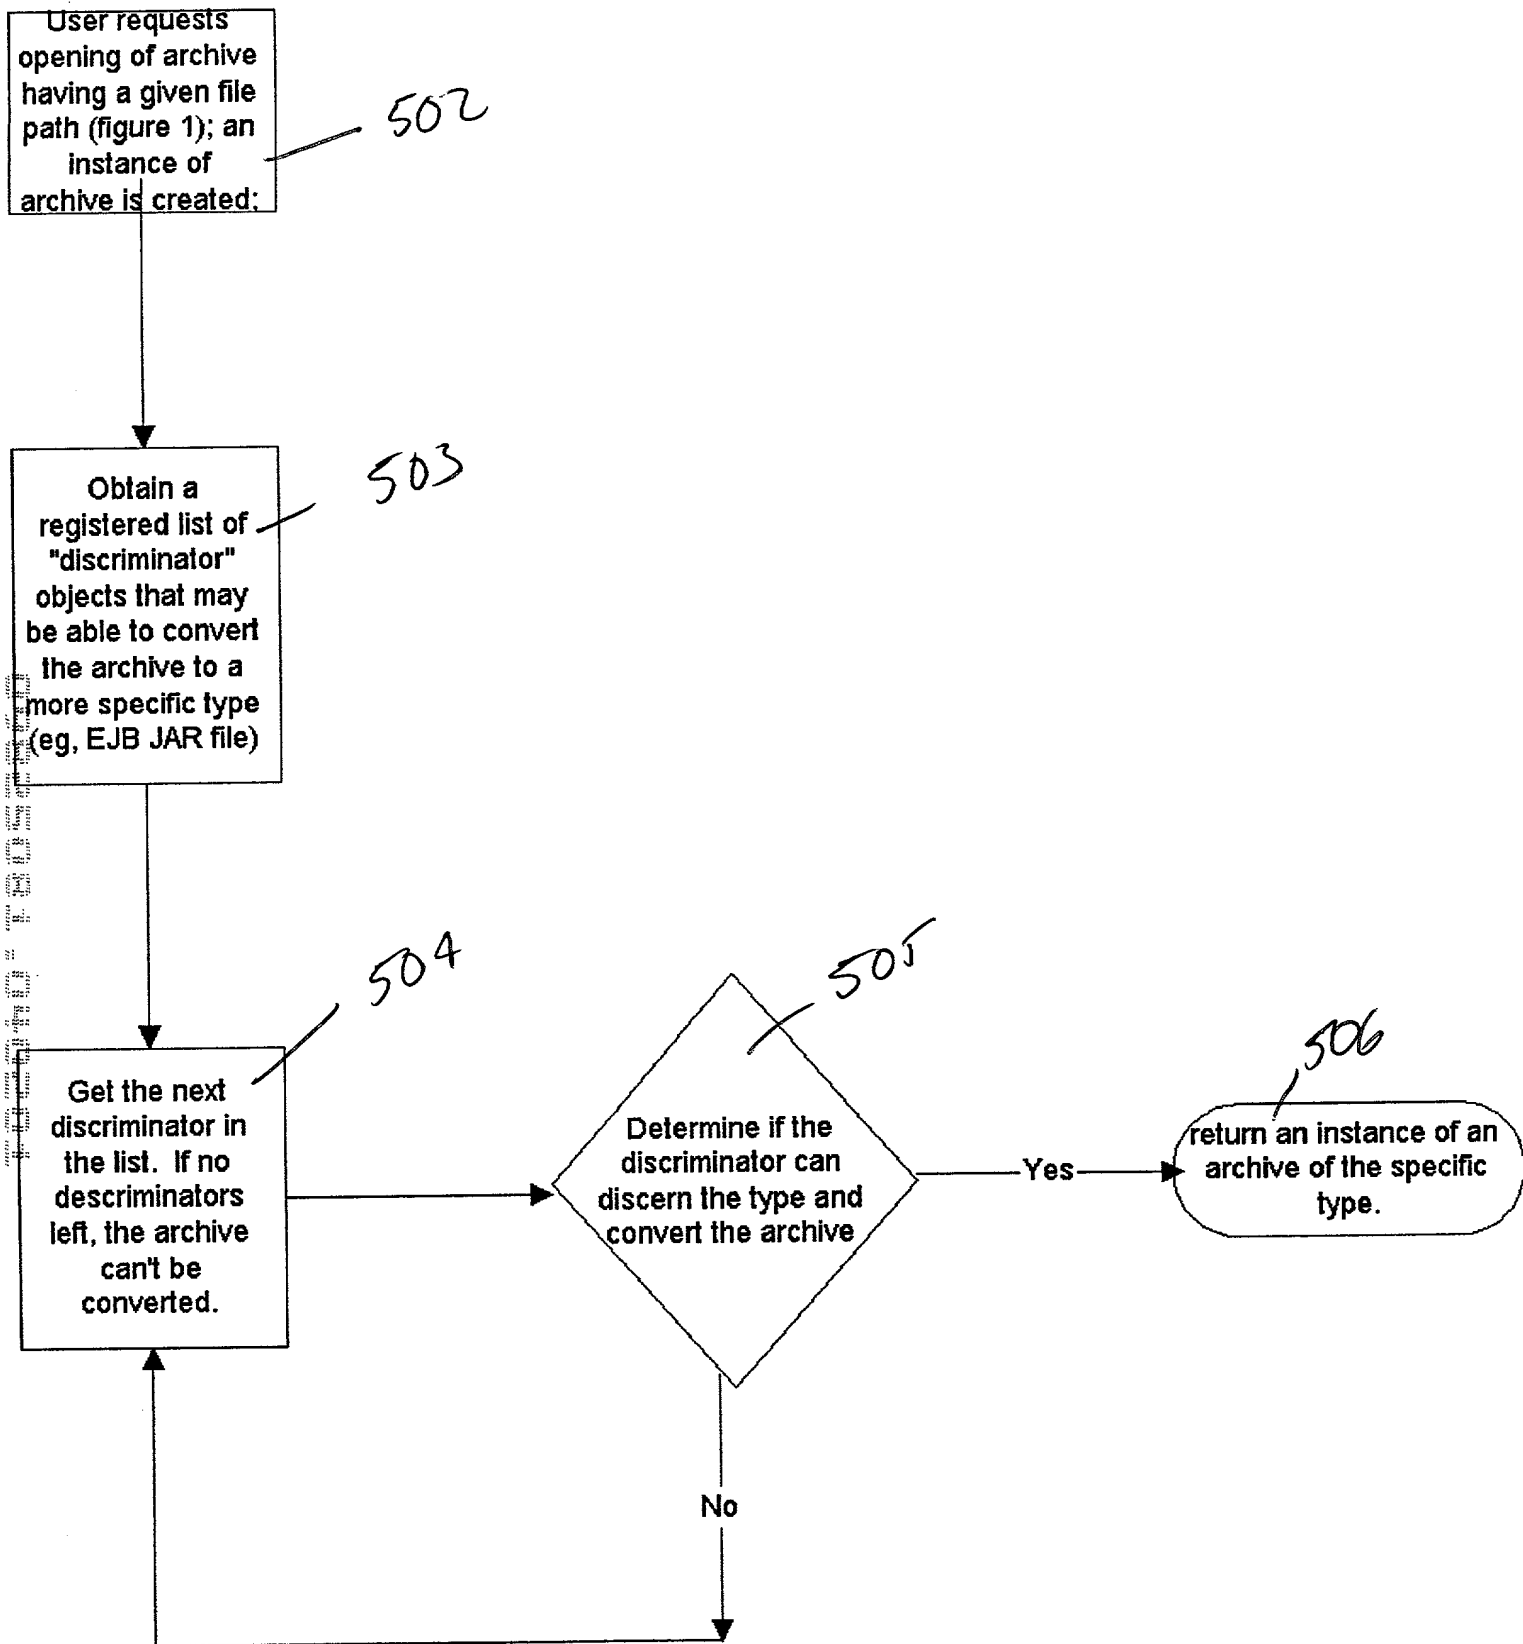 User requests
opening of archive
having a given file
path (figure 1); an
instance of
archive is created;
502
Obtain a
registered list of
"discriminator"
objects that may
be able to convert
the archive to a
more specific type
(eg, EJB JAR file)
503
Get the next
discriminator in
the list. If no
descriminators
left, the archive
can't be
converted.
504
Determine if the
discriminator can
discern the type and
convert the archive
505
Yes
return an instance of an
archive of the specific
type.
506
No